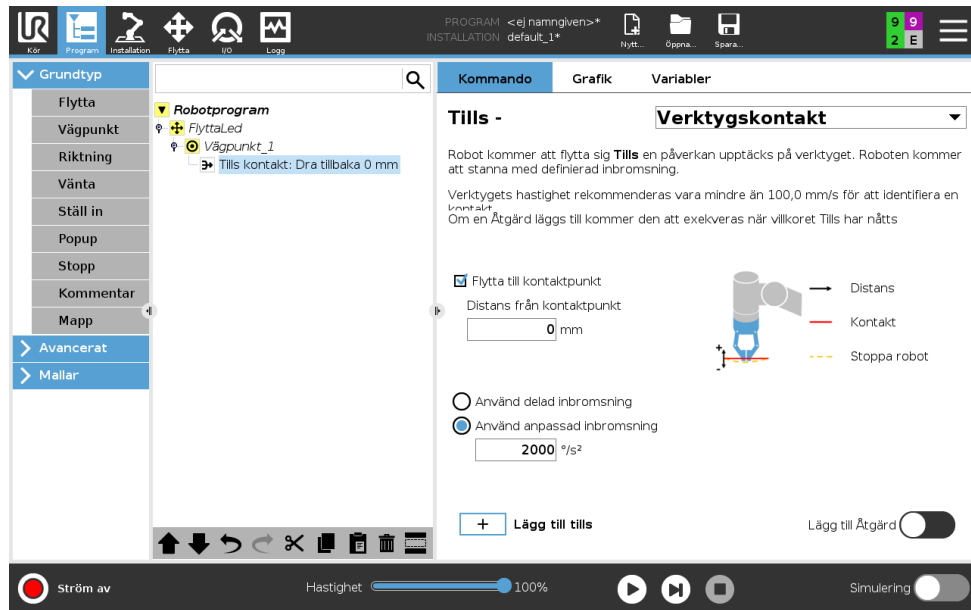 PROGRAM <ej namngiven>*
INSTALLATION default_1*
Kör
Program
Installation
Flytta
I/O
Logg
Nytt...
Öppna...
Spara...
9 9
2 E
Grundtyp
Flytta
Vägpunkt
Riktning
Vänta
Ställ in
Popup
Stopp
Kommentar
Mapp
Avancerat
Mallar
Robotprogram
FlyttaLed
Vägpunkt_1
Tills kontakt: Dra tillbaka 0 mm
Kommando Grafik Variabler
Tills - Verktygskontakt
Robot kommer att flytta sig Tills en påverkan upptäcks på verktyget. Roboten kommer
att stanna med definierad inbromsning.
Verktygets hastighet rekommenderas vara mindre än 100,0 mm/s för att identifiera en
kontakt
Om en Åtgärd läggs till kommer den att exekveras när villkoret Tills har nåtts
Flytta till kontaktpunkt
Distans från kontaktpunkt
0 mm
Distans
Kontakt
Stoppa robot
+
-
Använd delad inbromsning
Använd anpassad inbromsning
2000 °/s²
+ Lägg till tills
Lägg till Åtgärd
Ström av
Hastighet 100%
Simulering